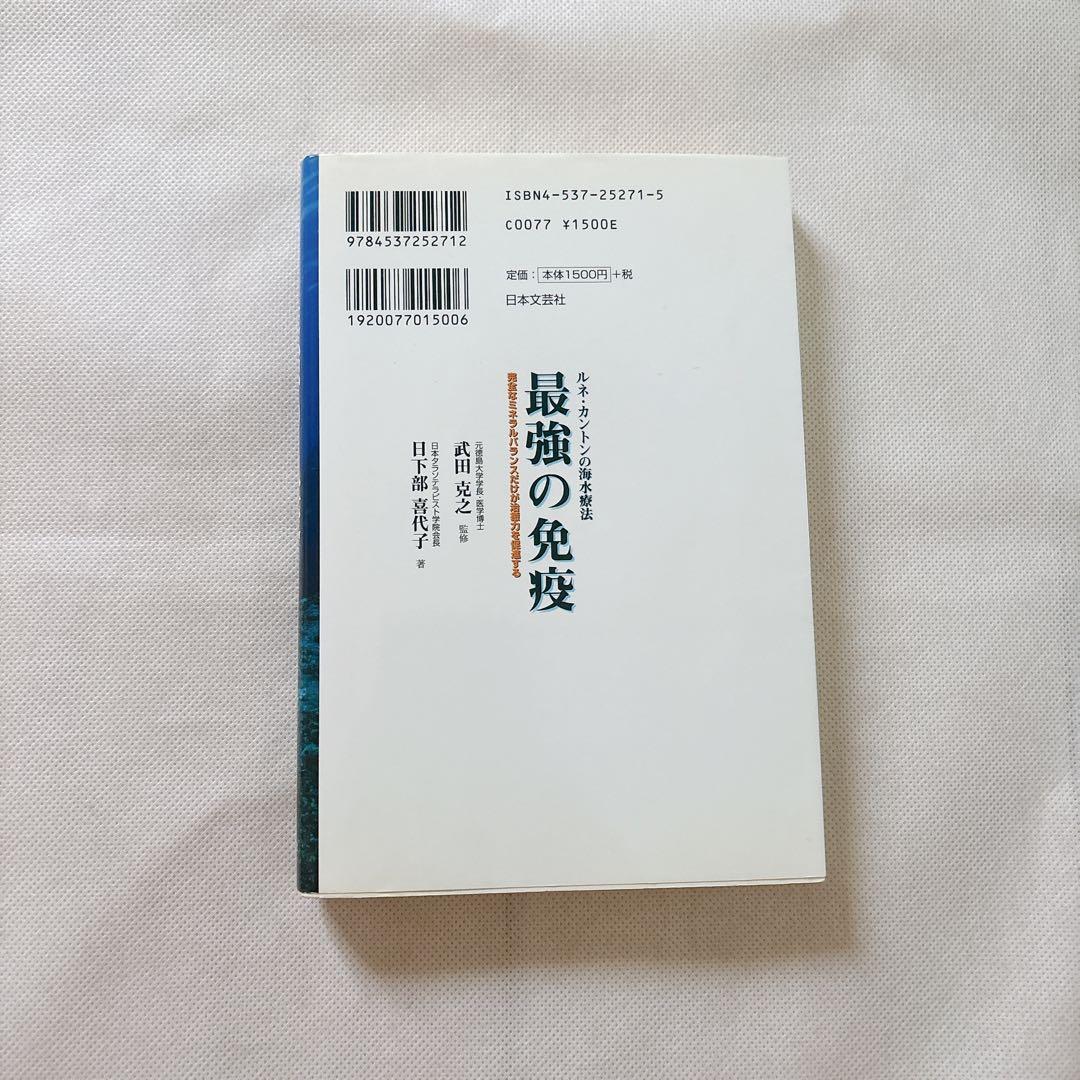 ISBN4-537-25271-5
C0077 ¥1500E
9784537252712
定価：本体1500円+税
日本文芸社
1920077015006
ルネ・カントンの海水療法
最強の免疫
完全なミネラルバランスだけが治癒力を促進する
元徳島大学学長・医学博士
武田 克之 監修
日本タラソテラピスト学院会長
日下部 喜代子 著